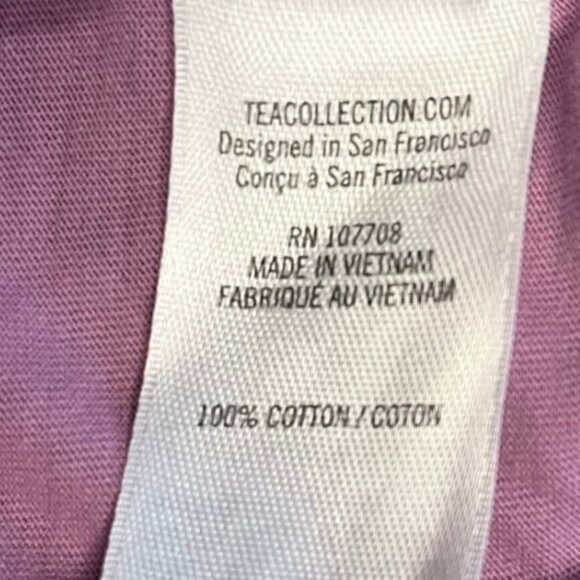 TEACOLLECTION.COM
Designed in San Francisco
Conçu à San Francisco
RN 107708
MADE IN VIETNAM
FABRIQUÉ AU VIETNAM
100% COTTON / COTON